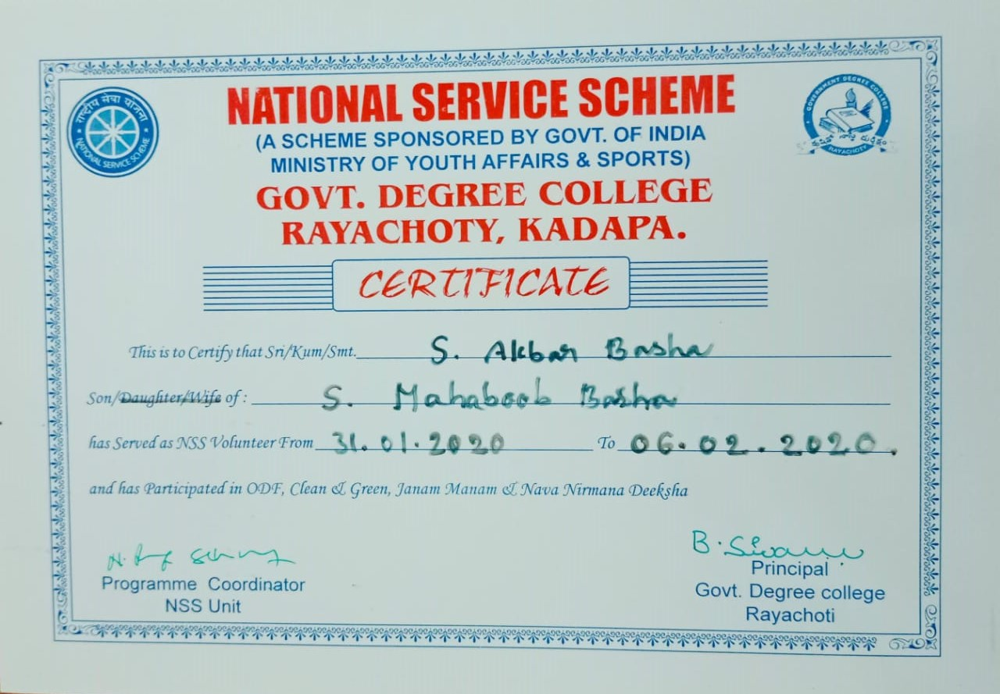 राष्ट्रीय सेवा योजना
NATIONAL SERVICE SCHEME
GOVERNMENT DEGREE COLLEGE
RAYACHOTY
NATIONAL SERVICE SCHEME
(A SCHEME SPONSORED BY GOVT. OF INDIA
MINISTRY OF YOUTH AFFAIRS & SPORTS)
GOVT. DEGREE COLLEGE
RAYACHOTY, KADAPA.
CERTIFICATE
This is to Certify that Sri/Kum/Smt. S. Akbar Basha
Son/Daughter/Wife of : S. Mahaboob Basha
has Served as NSS Volunteer From 31.01.2020 To 06.02.2020.
and has Participated in ODF, Clean & Green, Janam Manam & Nava Nirmana Deeksha
B. Sivam
Programme Coordinator
NSS Unit
Principal
Govt. Degree college
Rayachoti